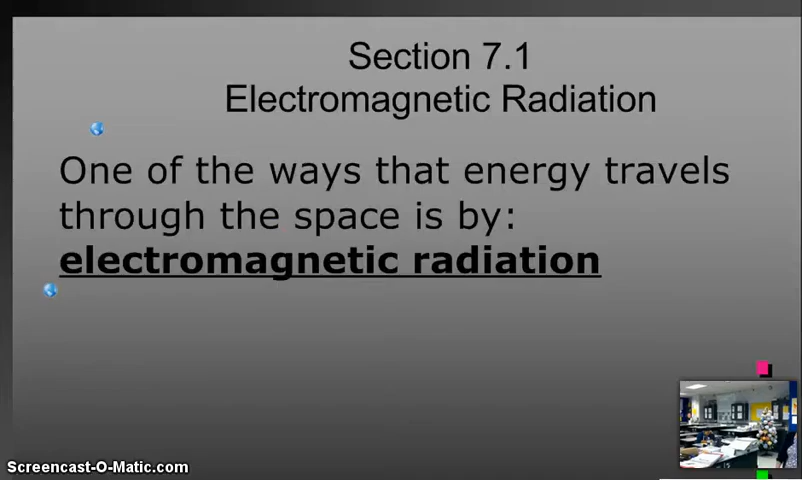 Section 7.1
Electromagnetic Radiation
One of the ways that energy travels
through the space is by:
electromagnetic radiation
Screencast-O-Matic.com